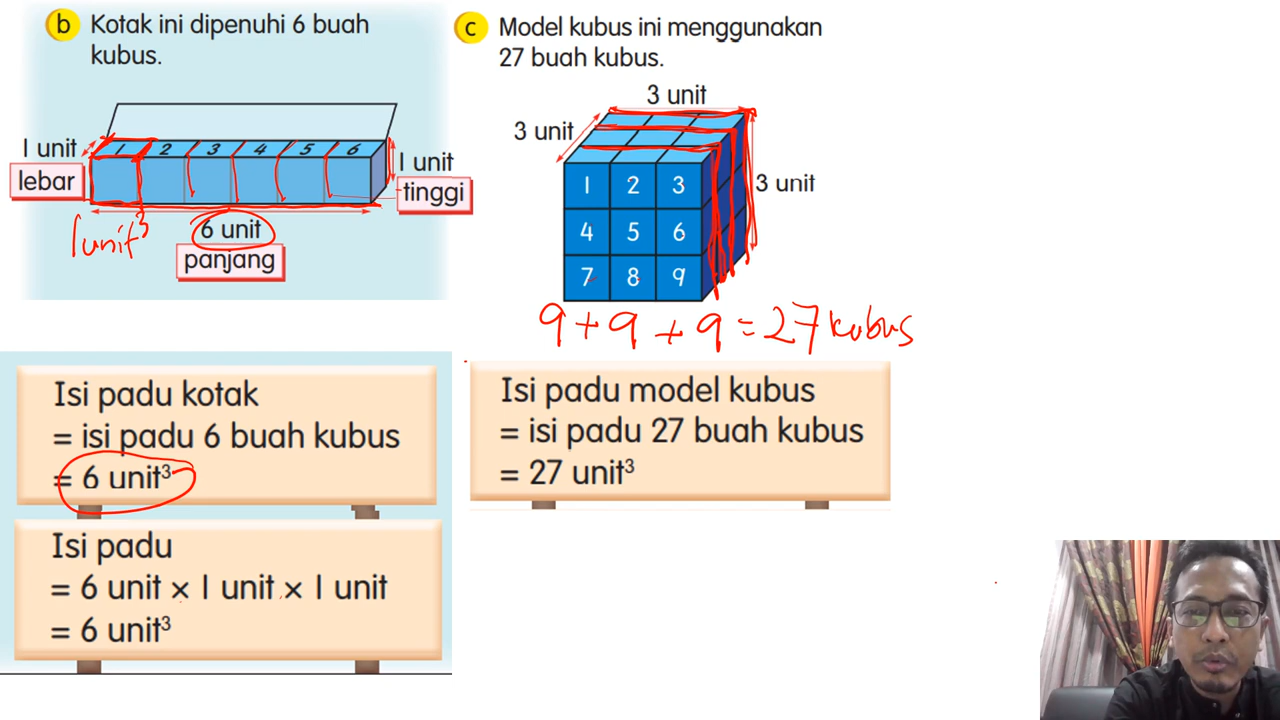 b Kotak ini dipenuhi 6 buah
kubus.
1 unit
lebar
1 2 3 4 5 6
1 unit
tinggi
1unit³
6 unit
panjang
Isi padu kotak
= isi padu 6 buah kubus
= 6 unit³
Isi padu
= 6 unit × 1 unit × 1 unit
= 6 unit³
c Model kubus ini menggunakan
27 buah kubus.
3 unit
3 unit
3 unit
1 2 3
4 5 6
7 8 9
9 + 9 + 9 = 27 kubus
Isi padu model kubus
= isi padu 27 buah kubus
= 27 unit³